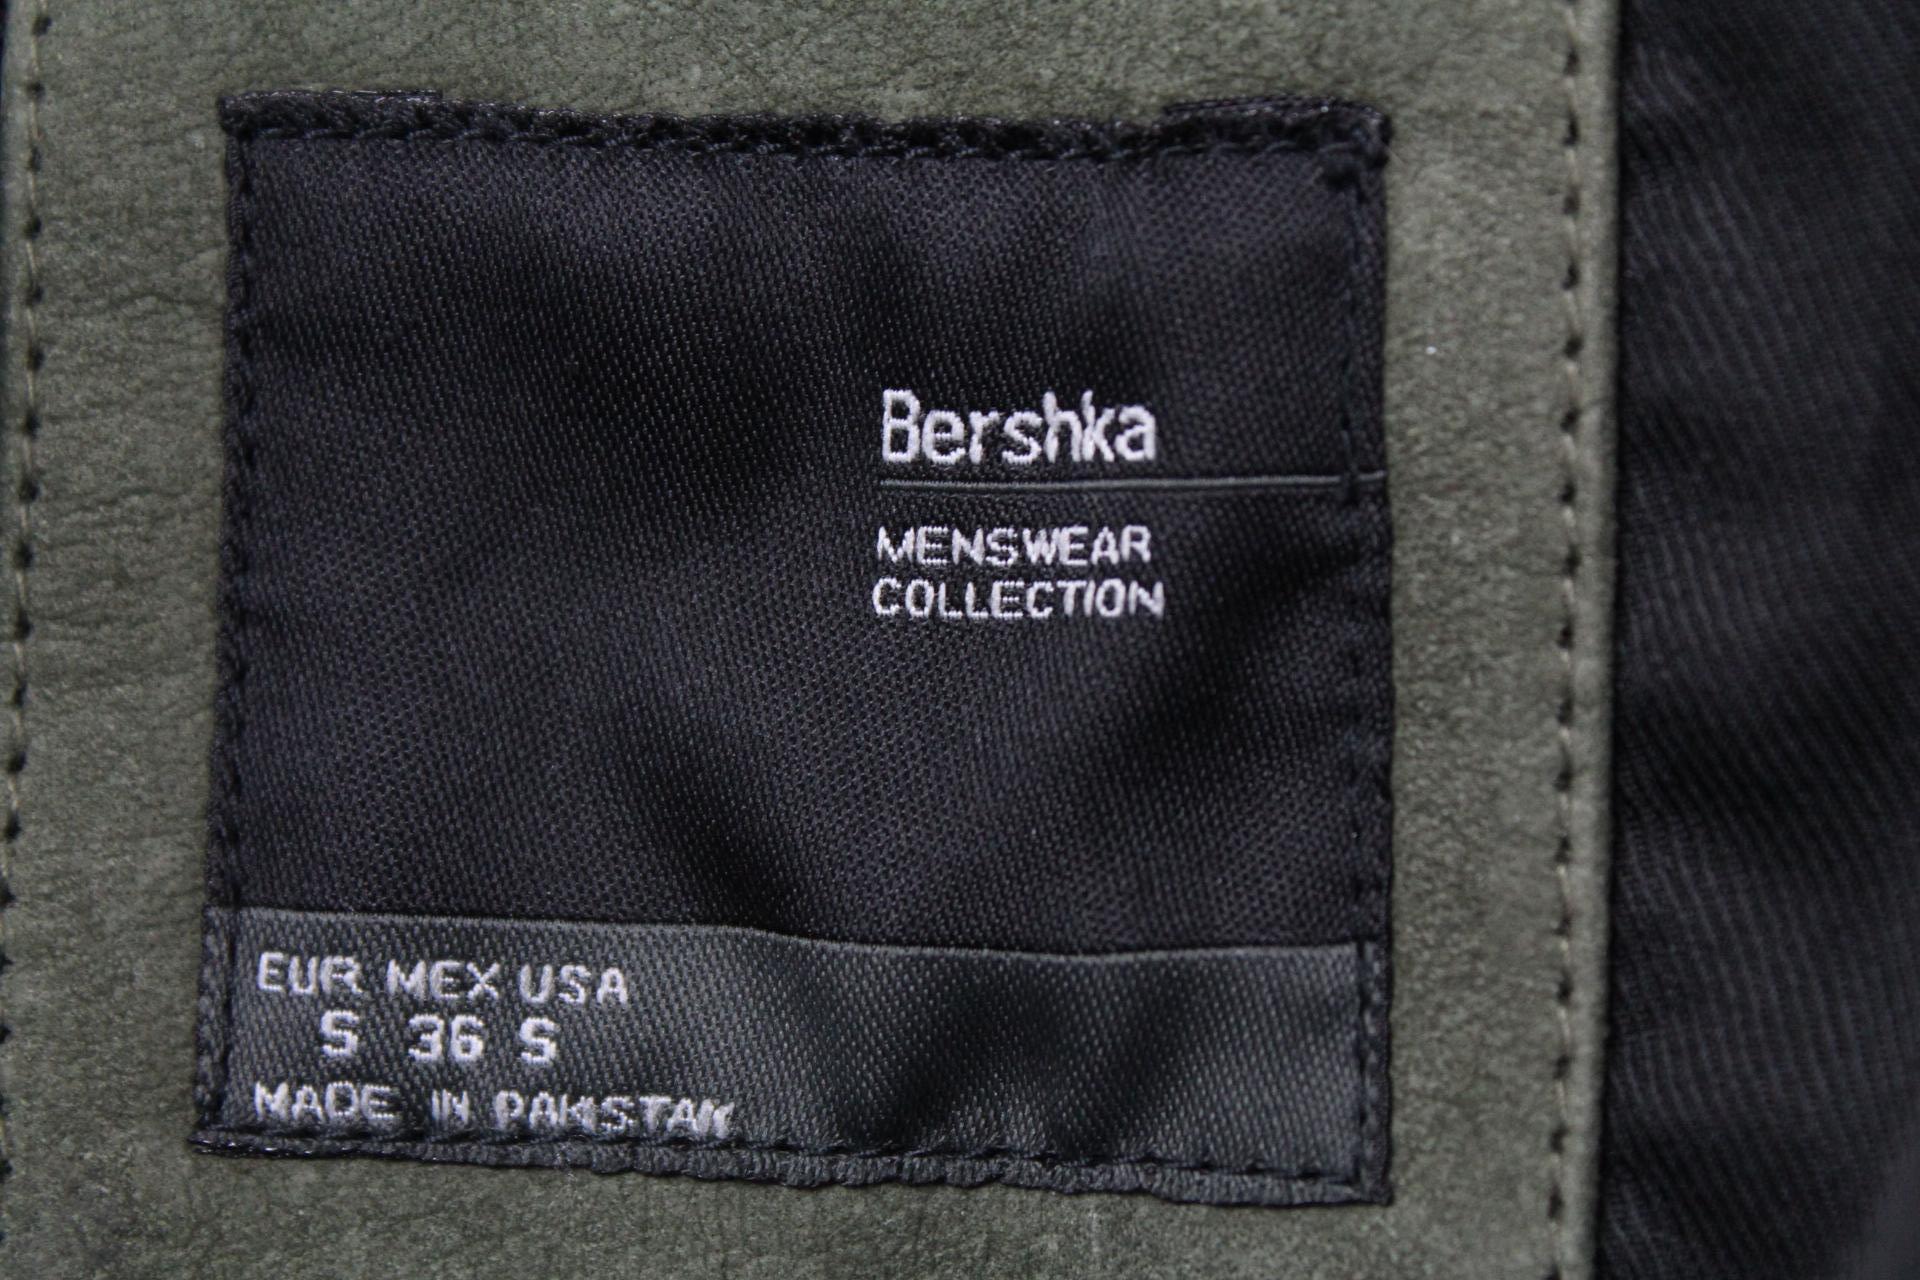 Bershka
MENSWEAR
COLLECTION
EUR MEX USA
S 36 S
MADE IN PAKISTAN